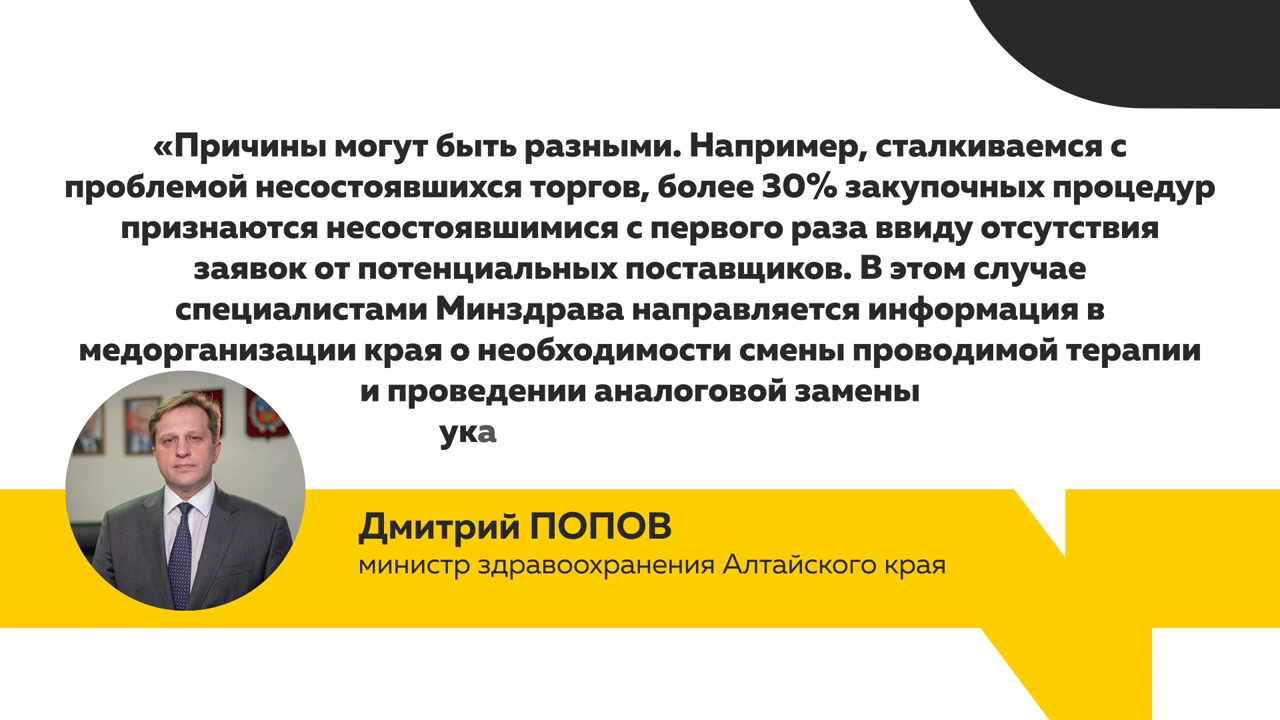 «Причины могут быть разными. Например, сталкиваемся с
проблемой несостоявшихся торгов, более 30% закупочных процедур
признаются несостоявшимися с первого раза ввиду отсутствия
заявок от потенциальных поставщиков. В этом случае
специалистами Минздрава направляется информация в
медорганизации края о необходимости смены проводимой терапии
и проведении аналоговой замены
ука
Дмитрий ПОПОВ
министр здравоохранения Алтайского края